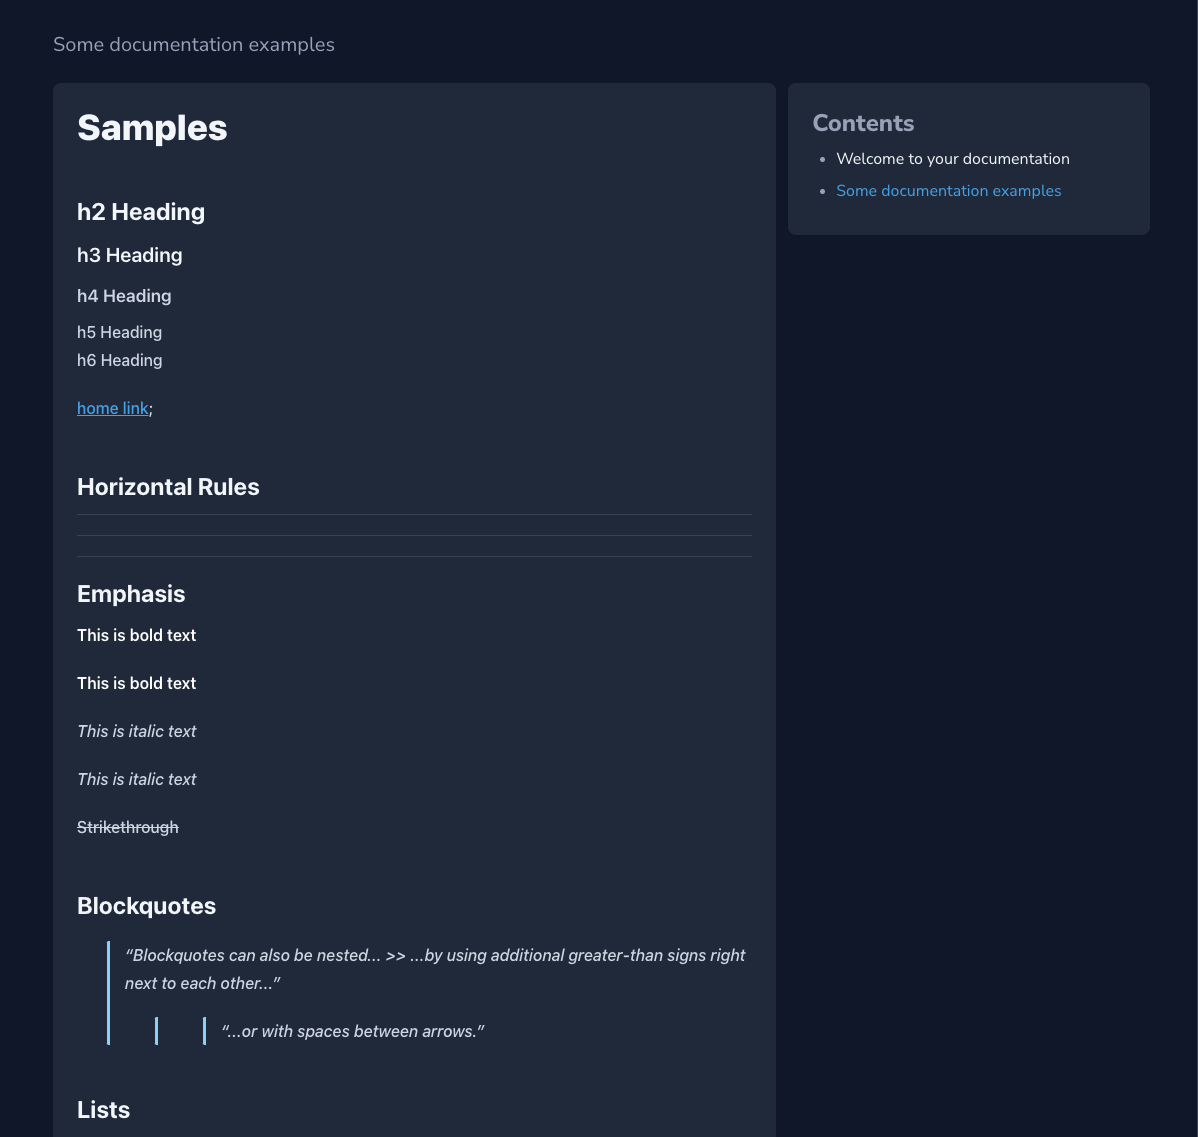 Some documentation examples
Samples
h2 Heading
h3 Heading
h4 Heading
h5 Heading
h6 Heading
home link;
Horizontal Rules
Emphasis
This is bold text
This is bold text
This is italic text
This is italic text
Strikethrough
Blockquotes
“Blockquotes can also be nested... >> ...by using additional greater-than signs right
next to each other...”
“...or with spaces between arrows.”
Lists
Contents
Welcome to your documentation
Some documentation examples